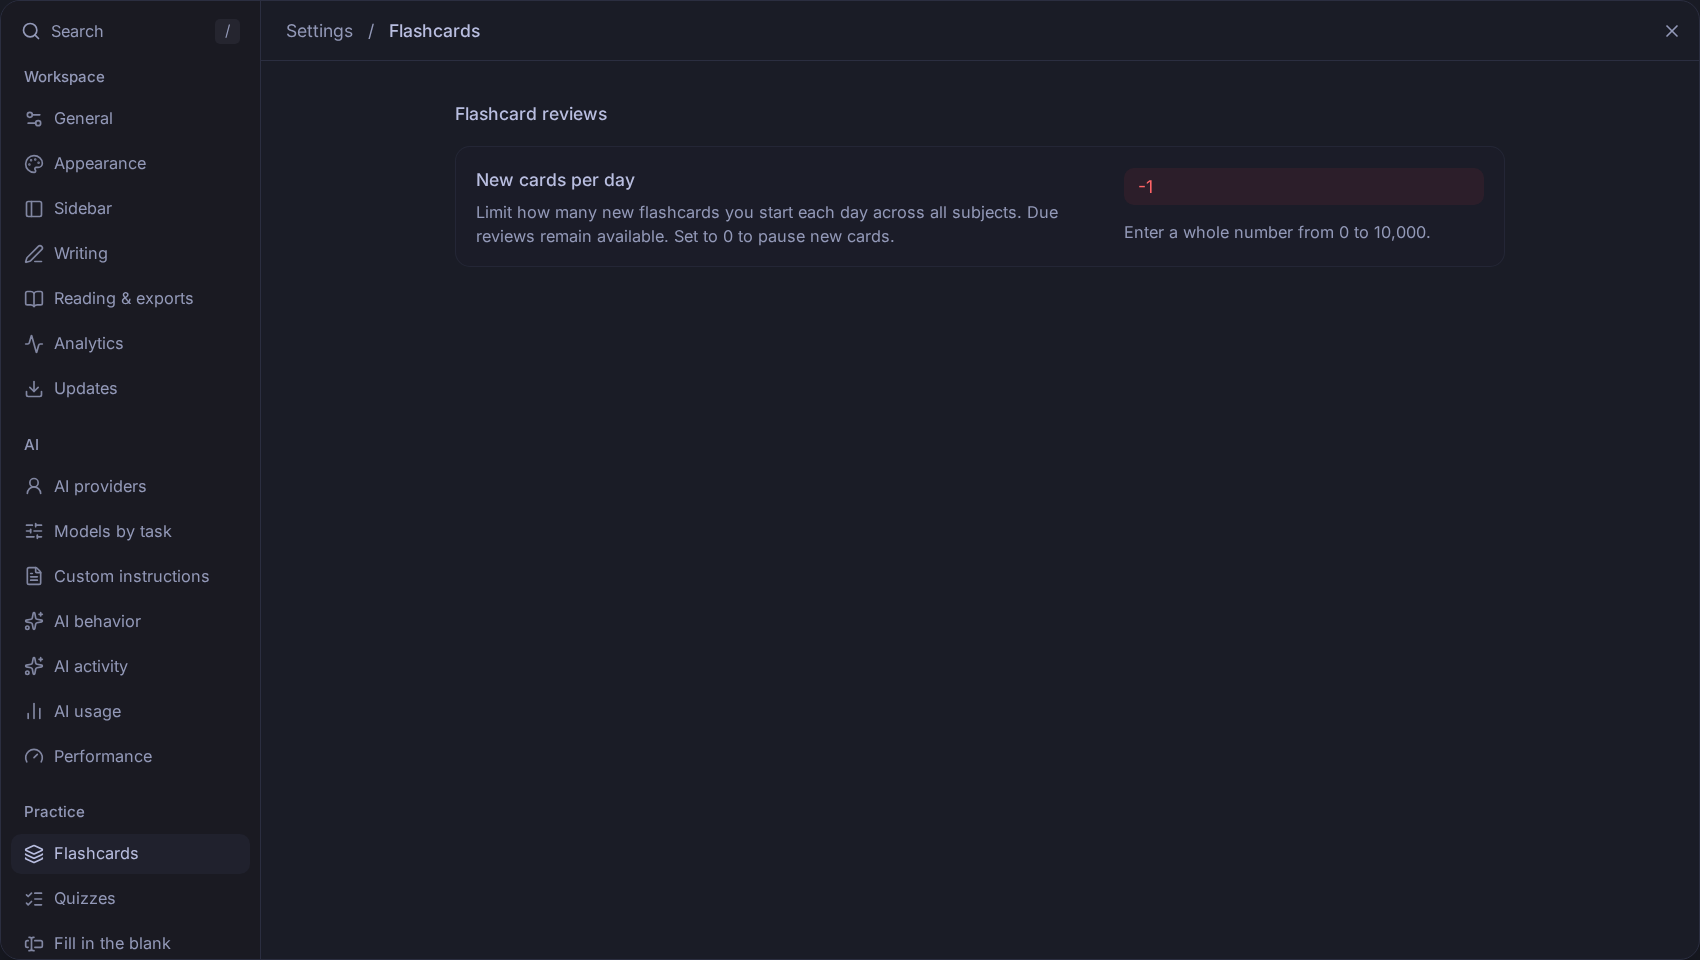 Search
/
Workspace
General
Appearance
Sidebar
Writing
Reading & exports
Analytics
Updates
AI
AI providers
Models by task
Custom instructions
AI behavior
AI activity
AI usage
Performance
Practice
Flashcards
Quizzes
Fill in the blank
Settings / Flashcards
Flashcard reviews
New cards per day
Limit how many new flashcards you start each day across all subjects. Due
reviews remain available. Set to 0 to pause new cards.
-1
Enter a whole number from 0 to 10,000.